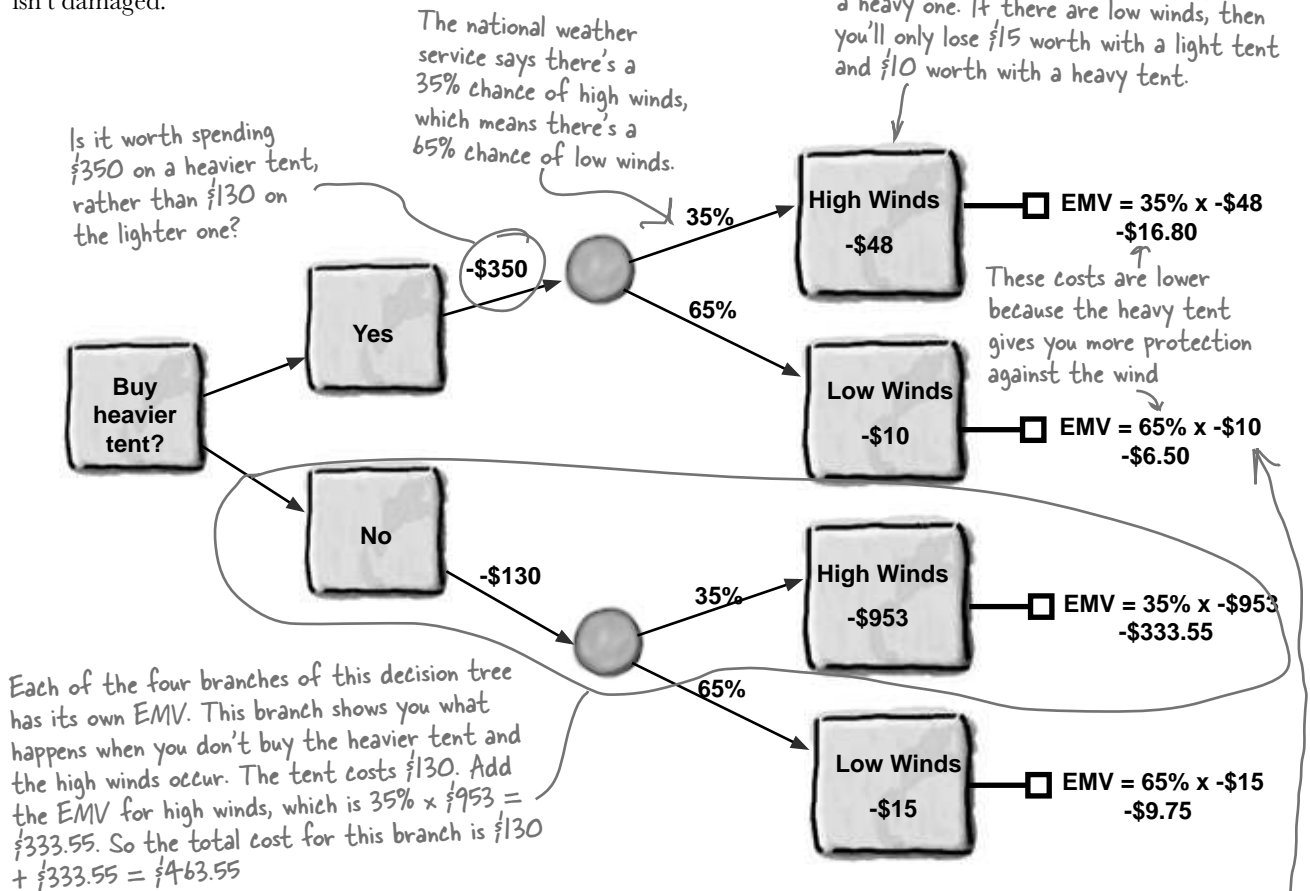 isn't damaged.
a heavy one. If there are low winds, then
you'll only lose $15 worth with a light tent
and $10 worth with a heavy tent.
The national weather
service says there's a
35% chance of high winds,
which means there's a
65% chance of low winds.
Is it worth spending
$350 on a heavier tent,
rather than $130 on
the lighter one?
High Winds
-$48
EMV = 35% x -$48
-$16.80
35%
-$350
These costs are lower
because the heavy tent
gives you more protection
against the wind
65%
Yes
Buy
heavier
tent?
Low Winds
-$10
EMV = 65% x -$10
-$6.50
No
-$130
35%
High Winds
-$953
EMV = 35% x -$953
-$333.55
65%
Each of the four branches of this decision tree
has its own EMV. This branch shows you what
happens when you don't buy the heavier tent and
the high winds occur. The tent costs $130. Add
the EMV for high winds, which is 35% x $953 =
$333.55. So the total cost for this branch is $130
+ $333.55 = $463.55
Low Winds
-$15
EMV = 65% x -$15
-$9.75